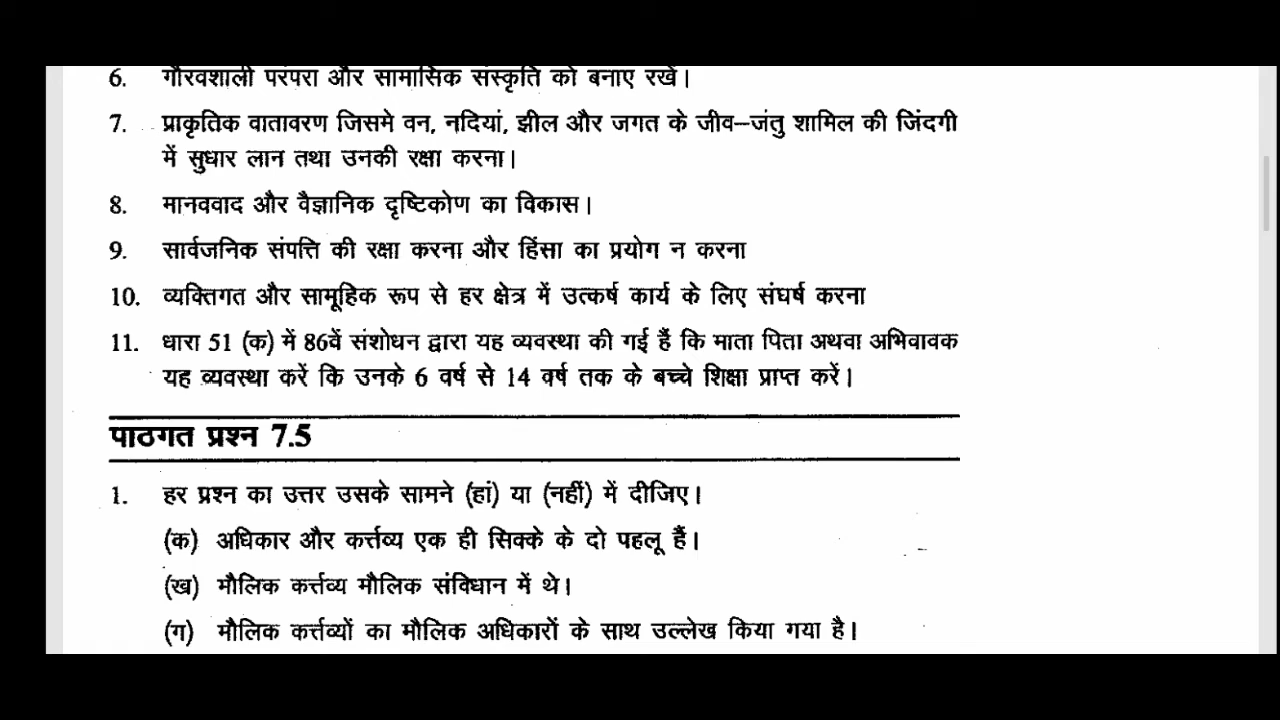 6. गौरवशाली परंपरा और सामासिक संस्कृति को बनाए रखें।
7. प्राकृतिक वातावरण जिसमे वन, नदियां, झील और जगत के जीव–जंतु शामिल की जिंदगी
में सुधार लान तथा उनकी रक्षा करना।
8. मानववाद और वैज्ञानिक दृष्टिकोण का विकास।
9. सार्वजनिक संपत्ति की रक्षा करना और हिंसा का प्रयोग न करना
10. व्यक्तिगत और सामूहिक रूप से हर क्षेत्र में उत्कर्ष कार्य के लिए संघर्ष करना
11. धारा 51 (क) में 86वें संशोधन द्वारा यह व्यवस्था की गई हैं कि माता पिता अथवा अभिवावक
यह व्यवस्था करें कि उनके 6 वर्ष से 14 वर्ष तक के बच्चे शिक्षा प्राप्त करें।
पाठगत प्रश्न 7.5
1. हर प्रश्न का उत्तर उसके सामने (हां) या (नहीं) में दीजिए।
(क) अधिकार और कर्त्तव्य एक ही सिक्के के दो पहलू हैं।
(ख) मौलिक कर्त्तव्य मौलिक संविधान में थे।
(ग) मौलिक कर्त्तव्यों का मौलिक अधिकारों के साथ उल्लेख किया गया है।